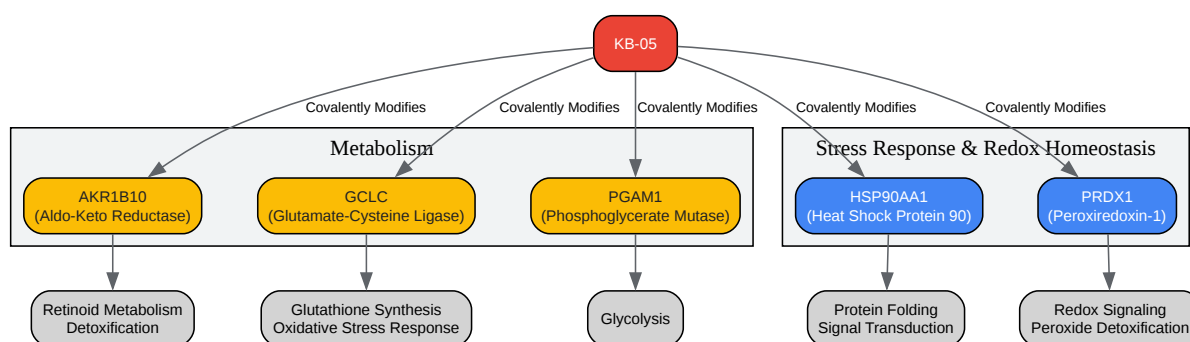 KB-05
Covally Modifies
Covalently Modifies
Covalently Modifies
Covalently Modifies
Covalently Modifies
Metabolism
Stress Response & Redox Homeostasis
AKR1B10
(Aldo-Keto Reductase)
GCLC
(Glutamate-Cysteine Ligase)
PGAM1
(Phosphoglycerate Mutase)
HSP90AA1
(Heat Shock Protein 90)
PRDX1
(Peroxiredoxin-1)
Retinoid Metabolism
Detoxification
Glutathione Synthesis
Oxidative Stress Response
Glycolysis
Protein Folding
Signal Transduction
Redox Signaling
Peroxide Detoxification